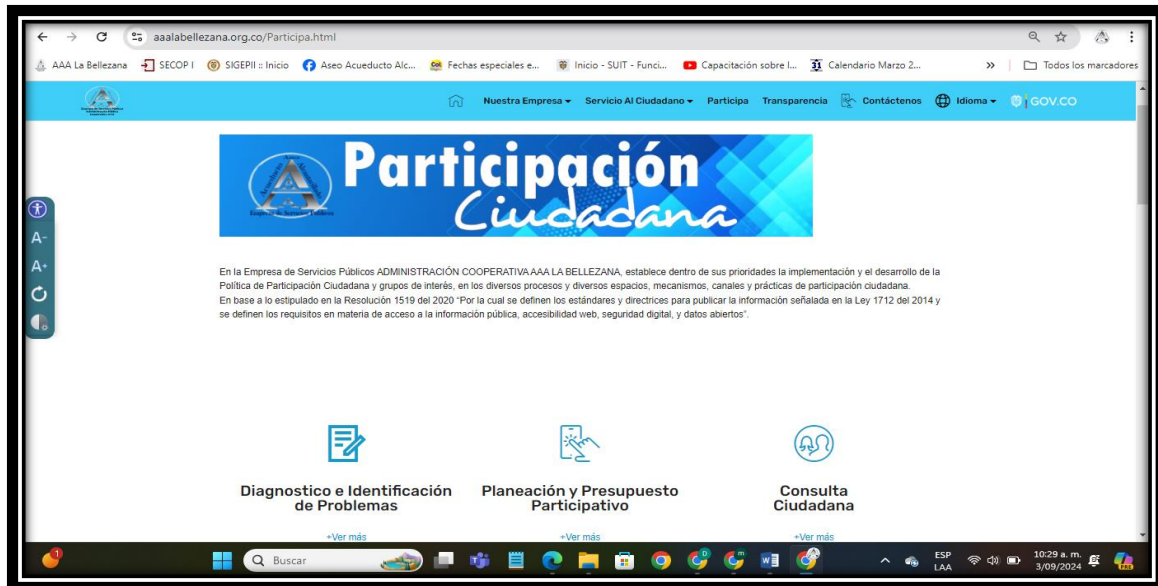 aaalabellezana.org.co/Participa.html
AAA La Bellezana SECOP I SIGEPII :: Inicio Aseo Acueducto Alc... Fechas especiales e... Inicio - SUIT - Funci... Capacitación sobre l... 31 Calendario Marzo 2... » Todos los marcadores
Nuestra Empresa Servicio Al Ciudadano Participa Transparencia Contáctenos Idioma GOV.CO
Participación
Ciudadana
Empresa de Servicios Públicos
A-
A+
En la Empresa de Servicios Públicos ADMINISTRACIÓN COOPERATIVA AAA LA BELLEZANA, establece dentro de sus prioridades la implementación y el desarrollo de la
Política de Participación Ciudadana y grupos de interés, en los diversos procesos y diversos espacios, mecanismos, canales y prácticas de participación ciudadana.
En base a lo estipulado en la Resolución 1519 del 2020 “Por la cual se definen los estándares y directrices para publicar la información señalada en la Ley 1712 del 2014 y
se definen los requisitos en materia de acceso a la información pública, accesibilidad web, seguridad digital, y datos abiertos”.
Diagnostico e Identificación
de Problemas
+Ver más
Planeación y Presupuesto
Participativo
+Ver más
Consulta
Ciudadana
+Ver más
1
Buscar
ESP
LAA
10:29 a. m.
3/09/2024
PRE